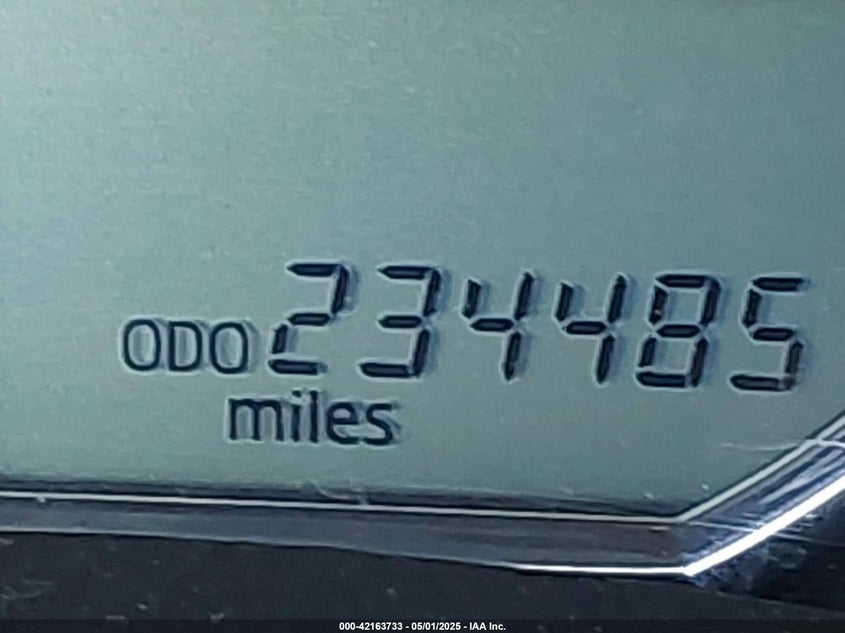 ODO 234485
miles
000-42163733 - 05/01/2025 - IAA Inc.